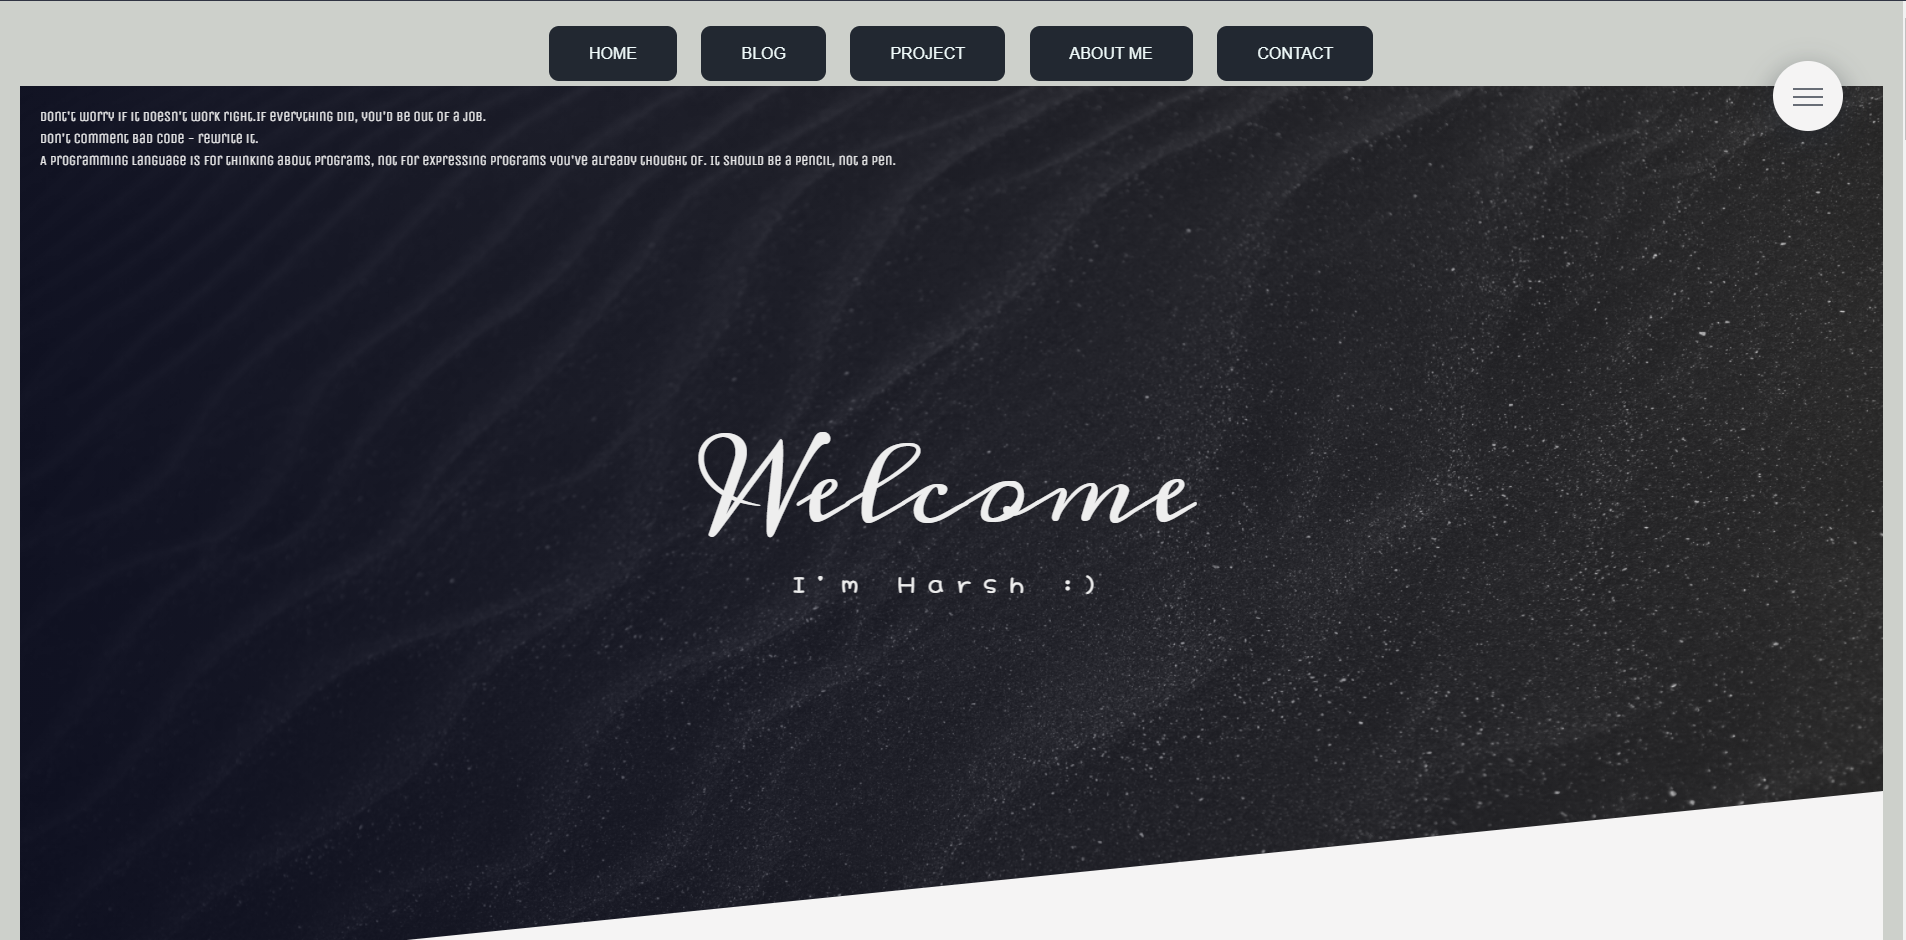 HOME BLOG PROJECT ABOUT ME CONTACT
Don't worry if it doesn't work right.If everything did, you'd be out of a job.
Don't comment bad code - rewrite it.
A programming language is for thinking about programs, not for expressing programs you've already thought of. It should be a pencil, not a pen.
Welcome
I'm Harsh :)